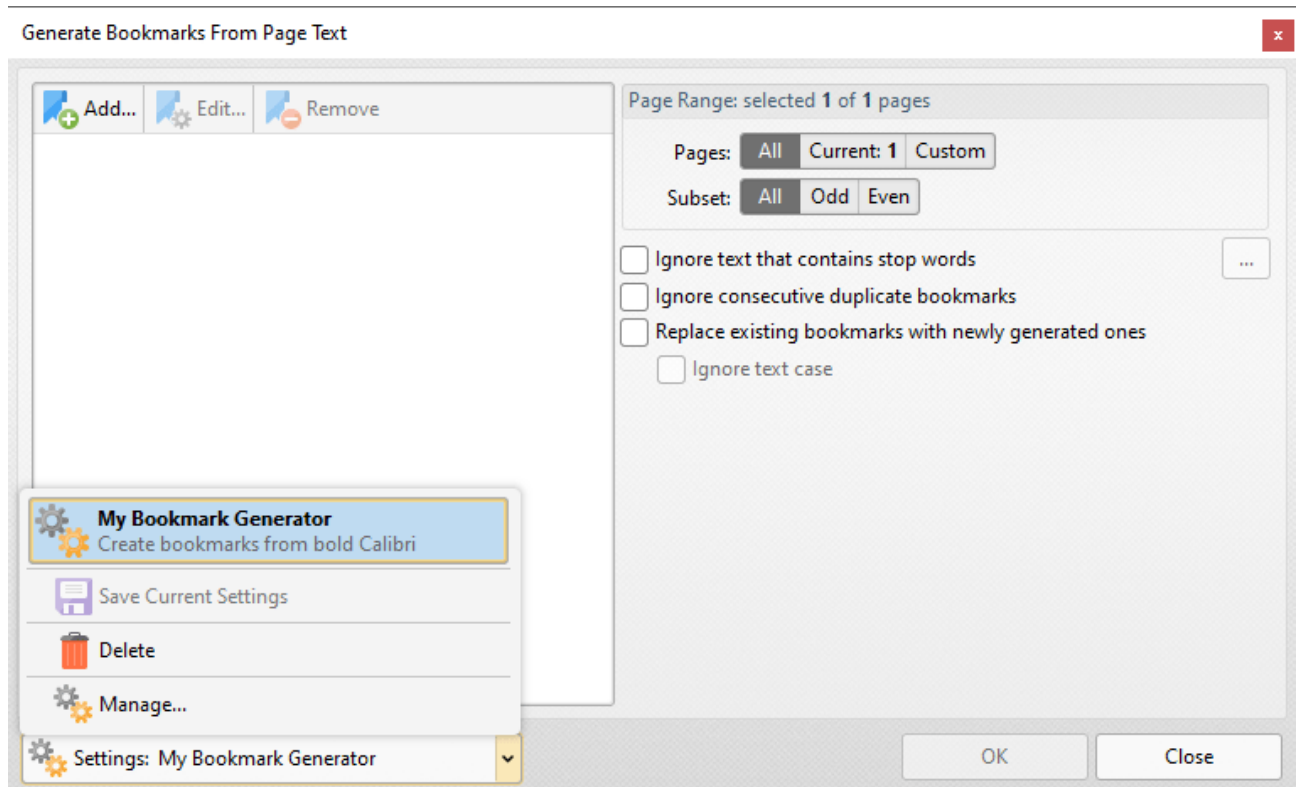 Generate Bookmarks From Page Text
x
Add... Edit... Remove
Page Range: selected 1 of 1 pages
Pages: All Current: 1 Custom
Subset: All Odd Even
Ignore text that contains stop words ...
Ignore consecutive duplicate bookmarks
Replace existing bookmarks with newly generated ones
Ignore text case
My Bookmark Generator
Create bookmarks from bold Calibri
Save Current Settings
Delete
Manage...
Settings: My Bookmark Generator
OK Close